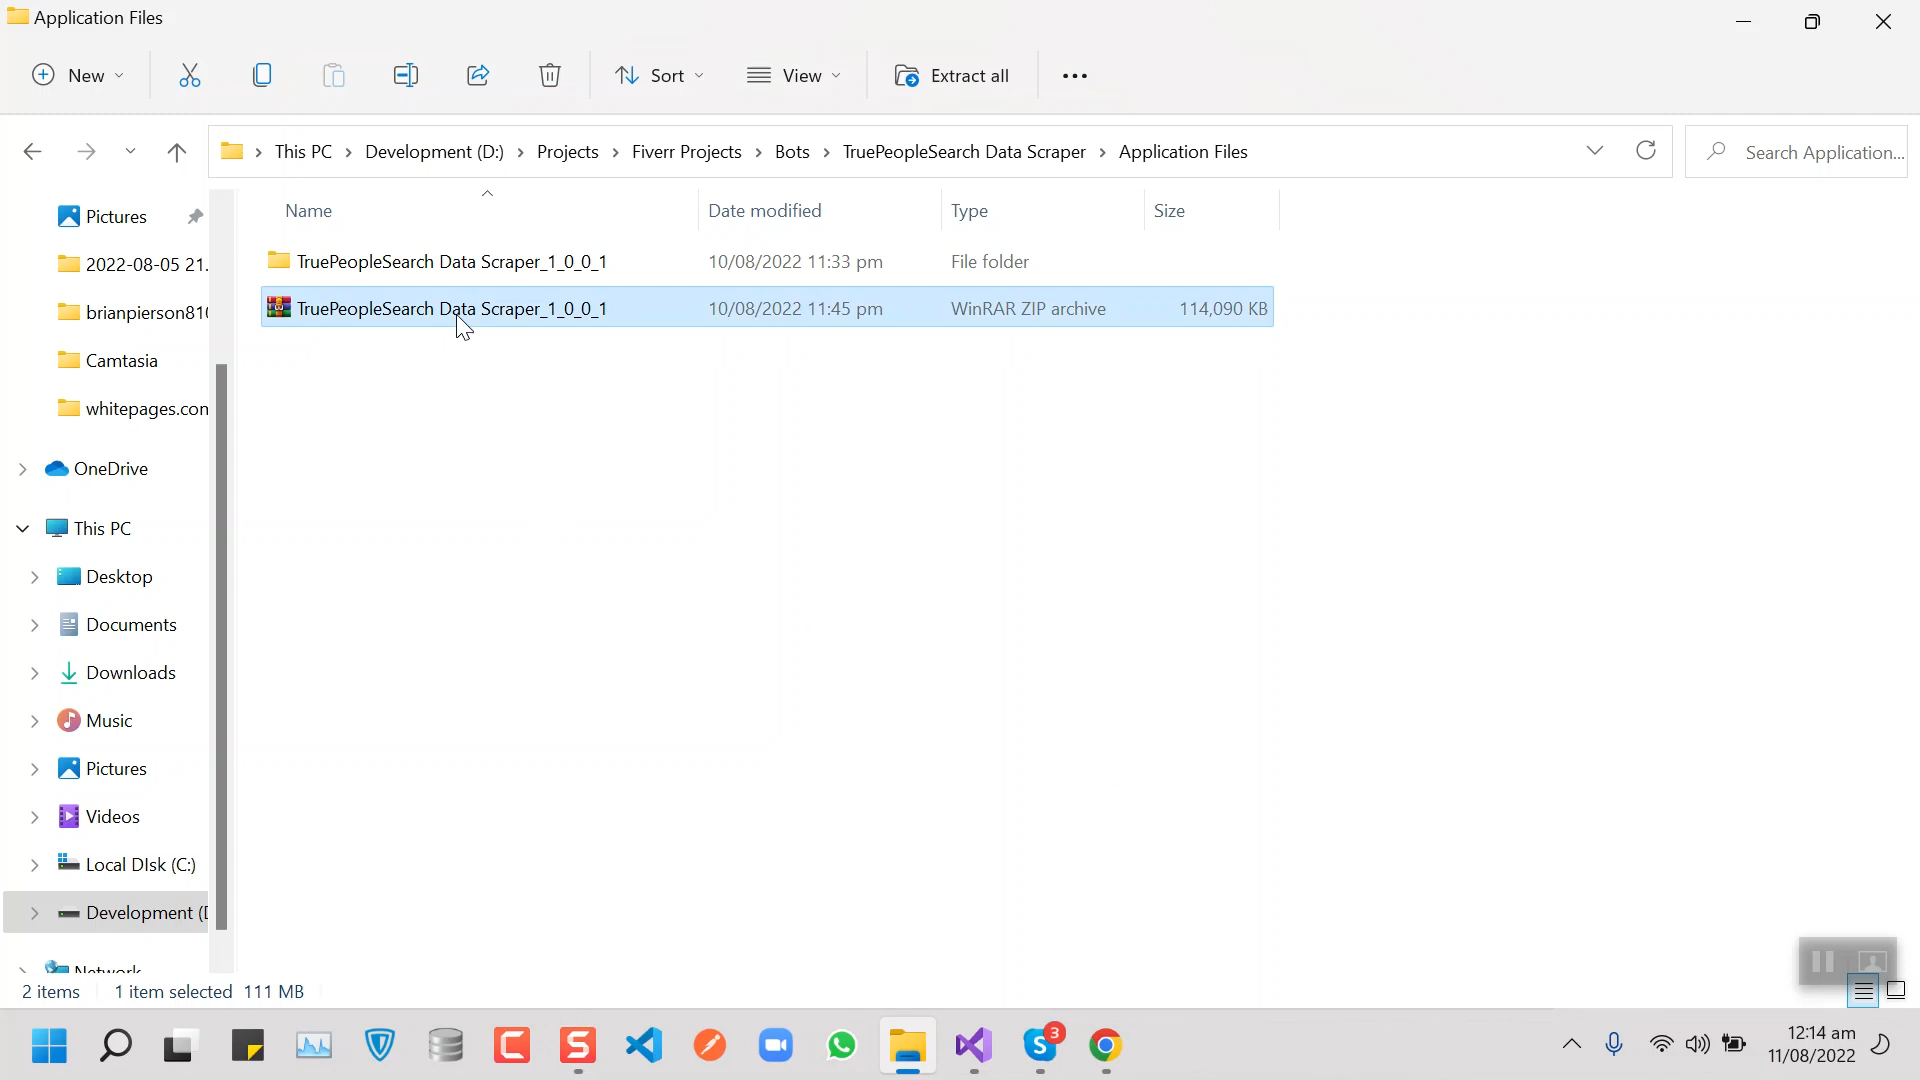 Application Files
New
Sort
View
Extract all
This PC
Development (D:)
Projects
Fiverr Projects
Bots
TruePeopleSearch Data Scraper
Application Files
Search Application...
Name
Date modified
Type
Size
TruePeopleSearch Data Scraper_1_0_0_1
10/08/2022 11:33 pm
File folder
TruePeopleSearch Data Scraper_1_0_0_1
10/08/2022 11:45 pm
WinRAR ZIP archive
114,090 KB
Pictures
2022-08-05 21.
brianpierson81
Camtasia
whitepages.con
OneDrive
This PC
Desktop
Documents
Downloads
Music
Pictures
Videos
Local DIsk (C:)
Development (D
Network
2 items
1 item selected 111 MB
3
12:14 am
11/08/2022